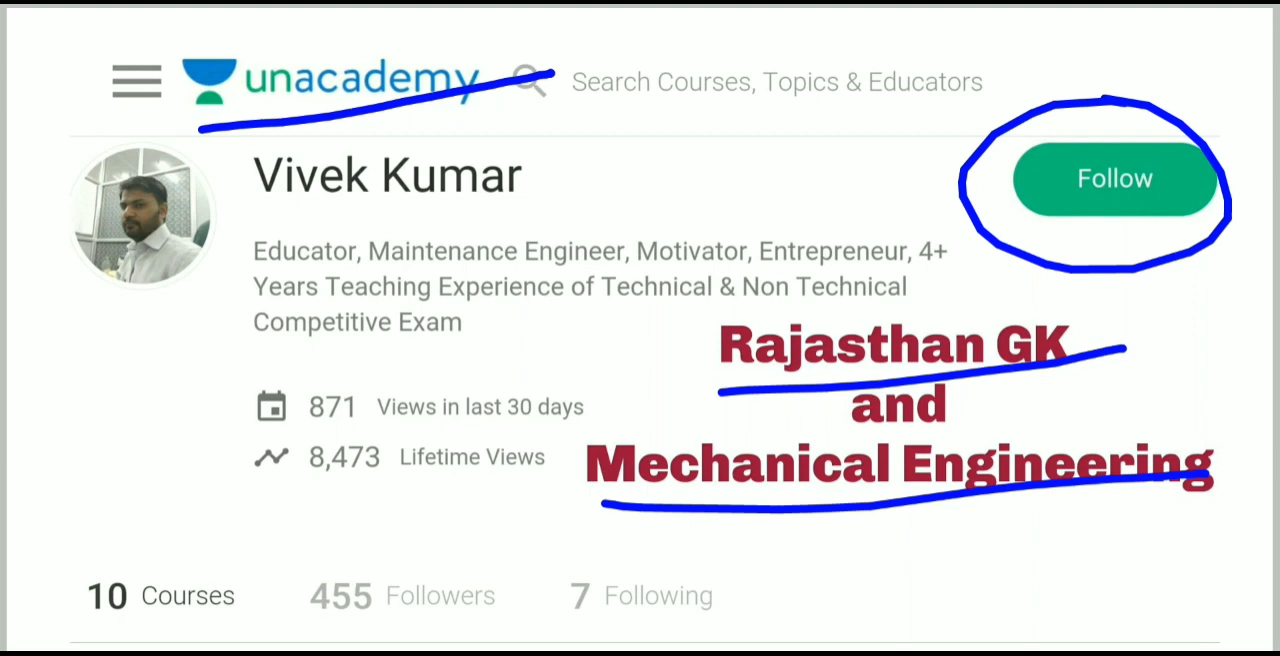 unacademy
Search Courses, Topics & Educators
Vivek Kumar
Follow
Educator, Maintenance Engineer, Motivator, Entrepreneur, 4+
Years Teaching Experience of Technical & Non Technical
Competitive Exam
Rajasthan GK
and
Mechanical Engineering
871 Views in last 30 days
8,473 Lifetime Views
10 Courses
455 Followers
7 Following